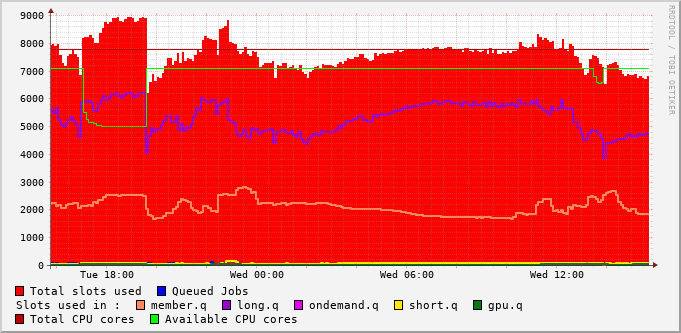 9000
8000
7000
6000
5000
4000
3000
2000
1000
0
Tue 18:00 Wed 00:00 Wed 06:00 Wed 12:00
Total slots used Queued Jobs
Slots used in : member.q long.q ondemand.q short.q gpu.q
Total CPU cores Available CPU cores
RRDTOOL / TOBI OETIKER